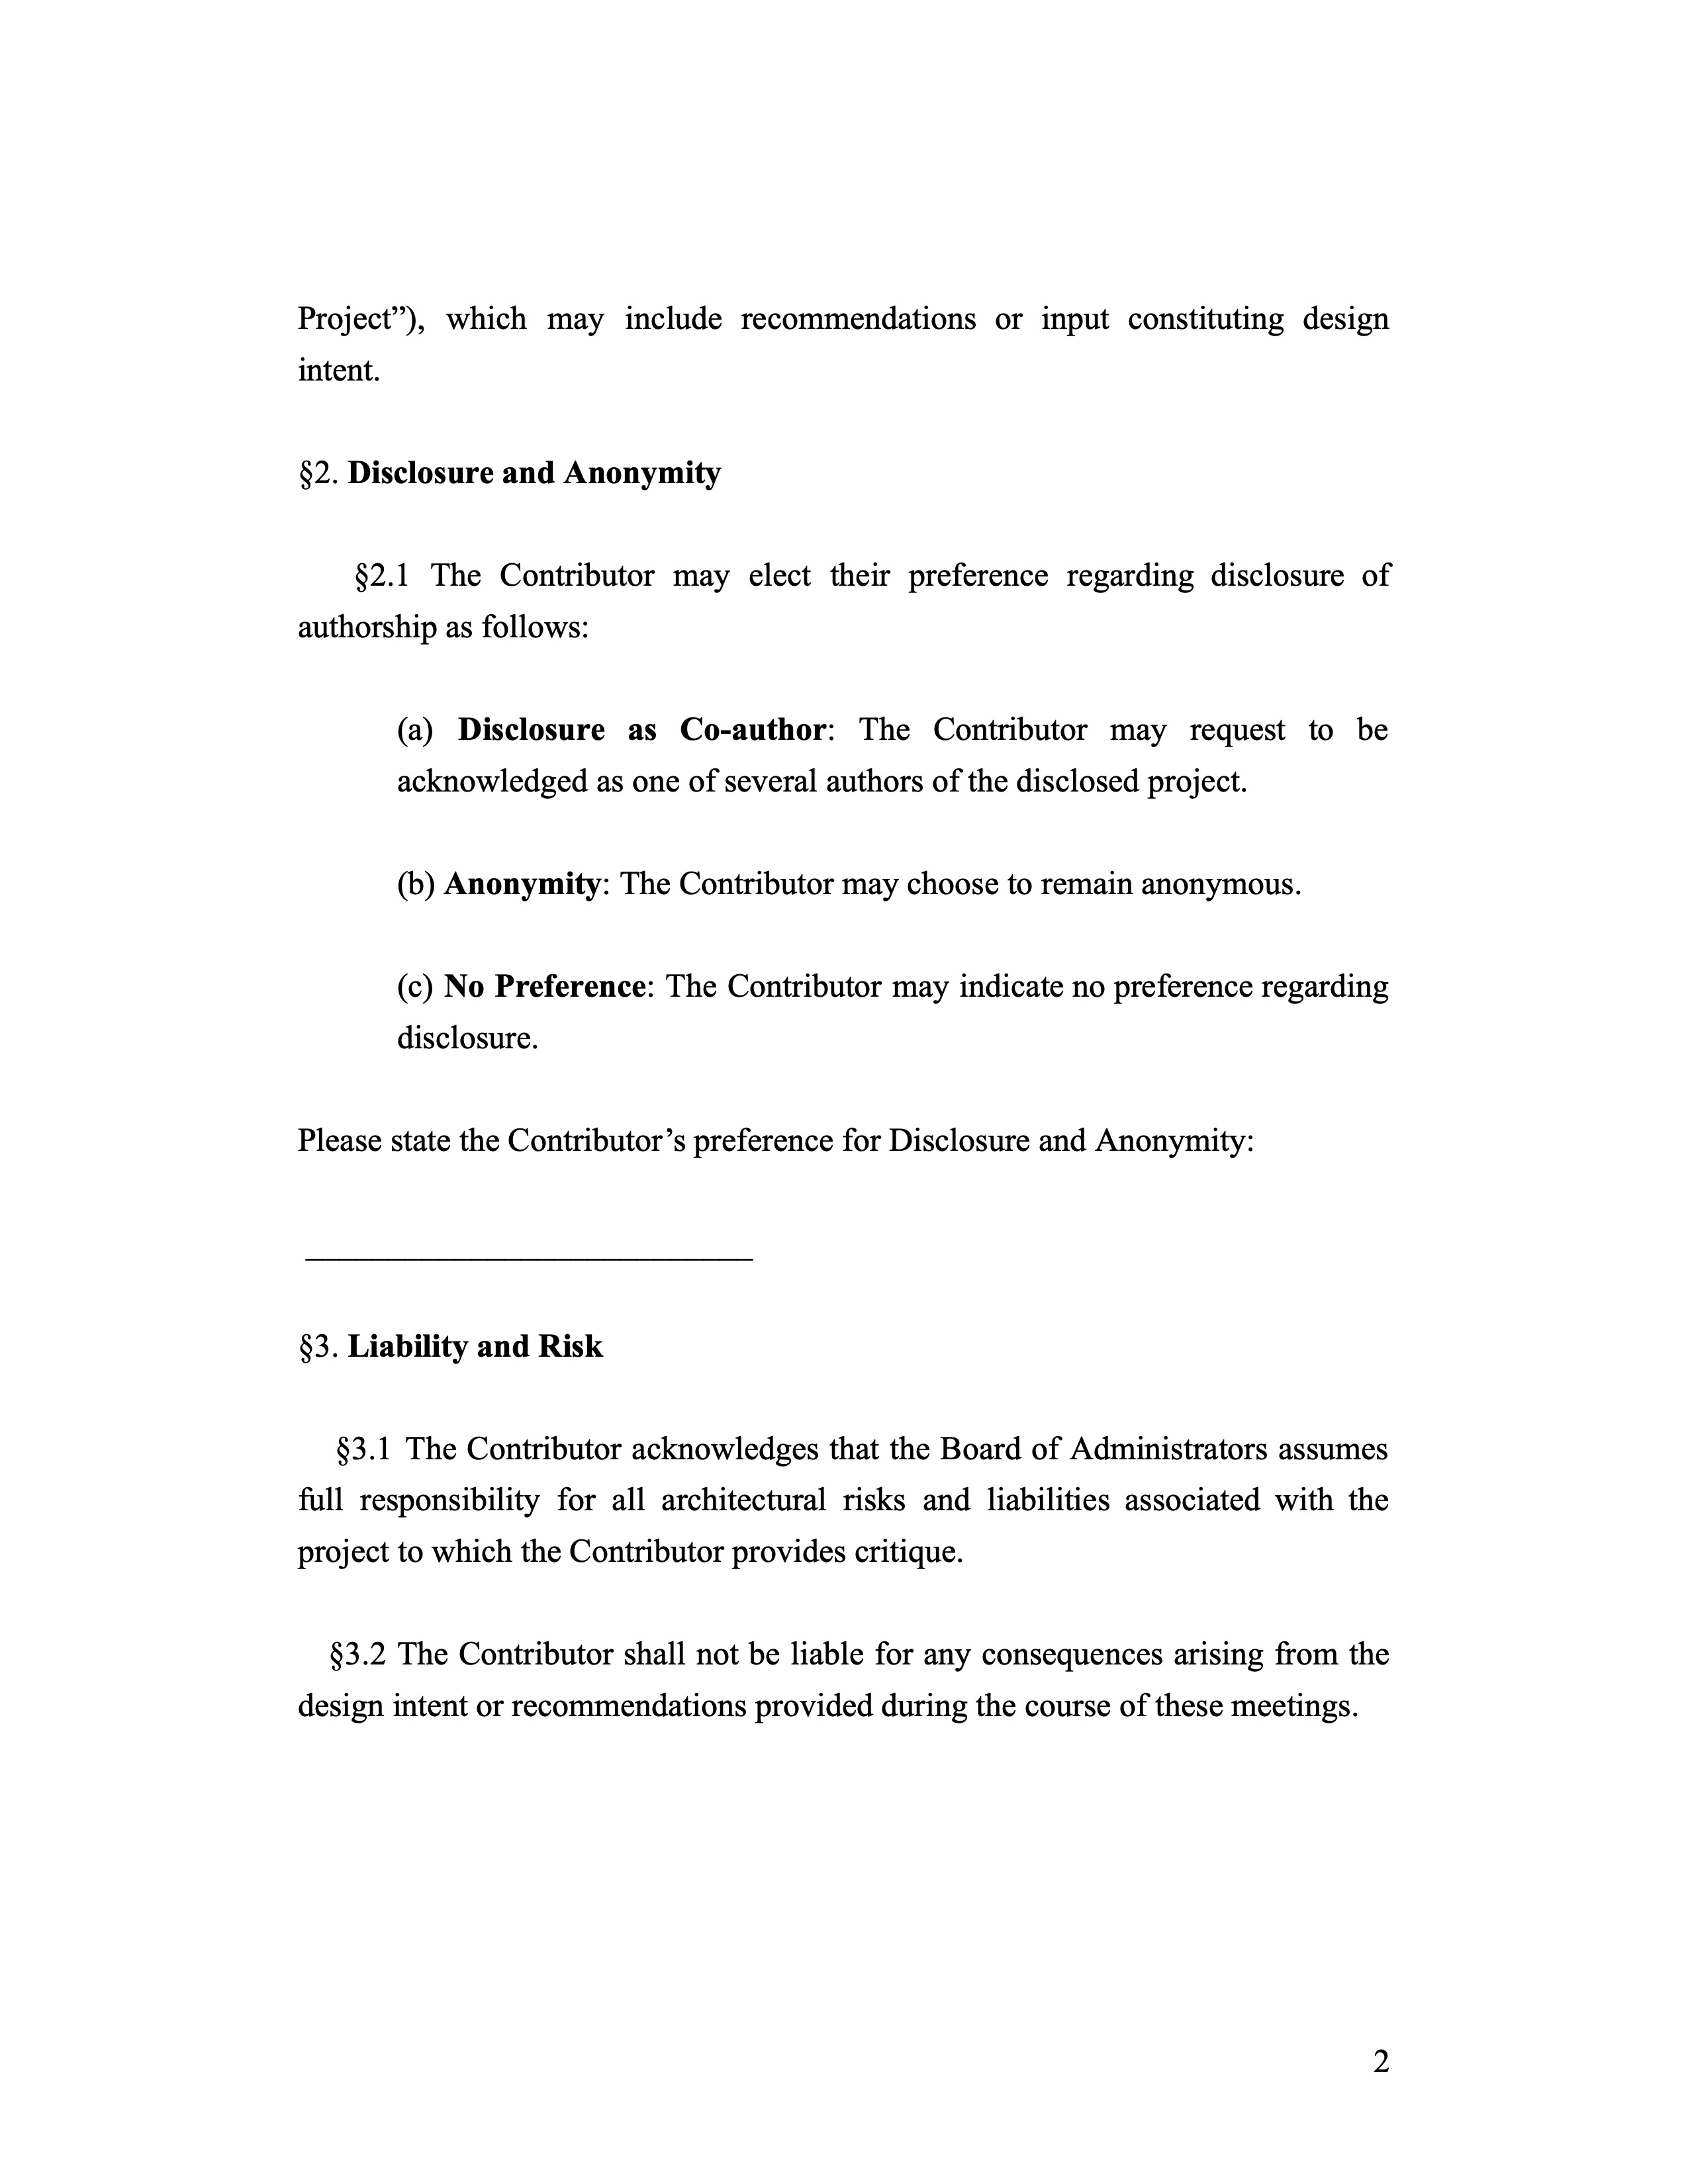 Project”), which may include recommendations or input constituting design
intent.
§2. Disclosure and Anonymity
§2.1 The Contributor may elect their preference regarding disclosure of
authorship as follows:
(a) Disclosure as Co-author: The Contributor may request to be
acknowledged as one of several authors of the disclosed project.
(b) Anonymity: The Contributor may choose to remain anonymous.
(c) No Preference: The Contributor may indicate no preference regarding
disclosure.
Please state the Contributor’s preference for Disclosure and Anonymity:
§3. Liability and Risk
§3.1 The Contributor acknowledges that the Board of Administrators assumes
full responsibility for all architectural risks and liabilities associated with the
project to which the Contributor provides critique.
§3.2 The Contributor shall not be liable for any consequences arising from the
design intent or recommendations provided during the course of these meetings.
2